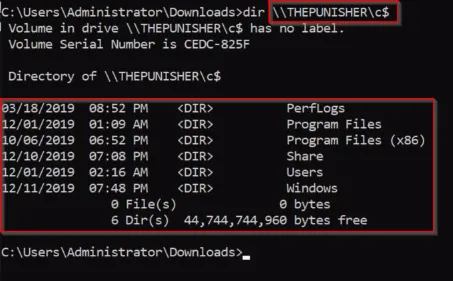 C:\Users\Administrator\Downloads>dir \\THEPUNISHER\c$
Volume in drive \\THEPUNISHER\c$ has no label.
Volume Serial Number is CEDC-825F
Directory of \\THEPUNISHER\c$
03/18/2019 08:52 PM <DIR> PerfLogs
12/01/2019 01:09 AM <DIR> Program Files
10/06/2019 06:52 PM <DIR> Program Files (x86)
12/10/2019 07:08 PM <DIR> Share
12/01/2019 02:16 AM <DIR> Users
12/11/2019 07:48 PM <DIR> Windows
0 File(s) 0 bytes
6 Dir(s) 44,744,744,960 bytes free
C:\Users\Administrator\Downloads>